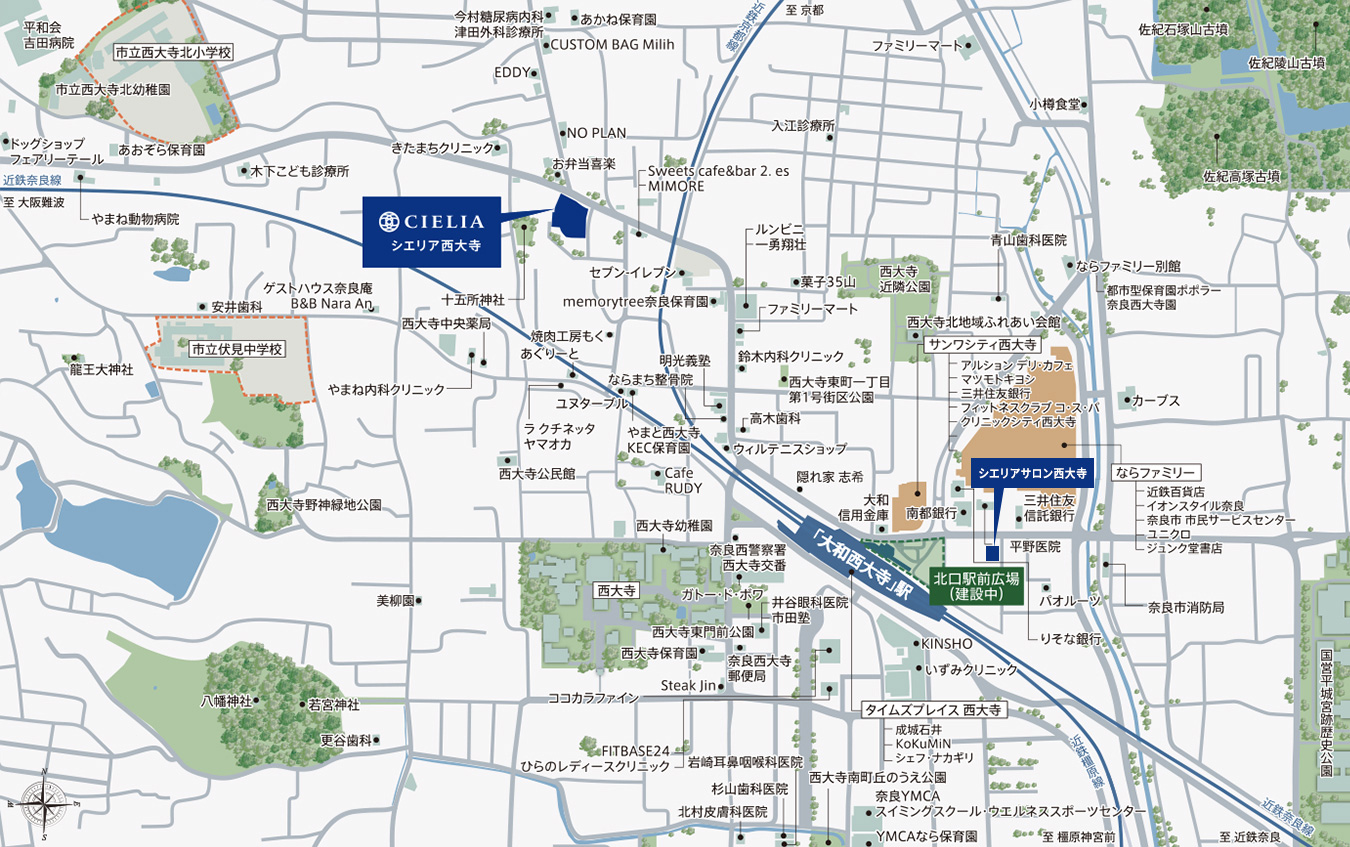 今村糖尿病内科
津田外科診療所
あかね保育園
CUSTOM BAG Milih
EDDY
近鉄京都線
至 京都
ファミリーマート
佐紀石塚山古墳
佐紀陵山古墳
平和会
吉田病院
市立西大寺北小学校
市立西大寺北幼稚園
小樽食堂
入江診療所
NO PLAN
ドッグショップ
フェアリーテール
あおぞら保育園
きたまちクリニック
お弁当喜楽
木下こども診療所
Sweets cafe&bar 2. es
MIMORE
佐紀高塚古墳
近鉄奈良線
至 大阪難波
やまね動物病院
CIELIA
シエリア西大寺
ルンビニ
一勇翔壮
青山歯科医院
ならファミリー別館
セブン-イレブン
菓子35山
西大寺
近隣公園
都市型保育園ポポラー
奈良西大寺園
ゲストハウス奈良庵
B&B Nara An
安井歯科
十五所神社
memorytree奈良保育園
ファミリーマート
西大寺中央薬局
焼肉工房もく
あぐりーと
西大寺北地域ふれあい会館
サンワシティ西大寺
市立伏見中学校
龍王大神社
やまね内科クリニック
ユヌターブル
ならまち整骨院
明光義塾
鈴木内科クリニック
西大寺東町一丁目
第1号街区公園
アルション デリ・カフェ
マツモトキヨシ
三井住友銀行
フィットネスクラブ コ・ス・パ
クリニックシティ西大寺
カーブス
ラ クチネッタ
ヤマオカ
やまと西大寺
KEC保育園
高木歯科
ウィルテニスショップ
西大寺公民館
Cafe
RUDY
隠れ家 志希
シエリアサロン西大寺
ならファミリー
近鉄百貨店
イオンスタイル奈良
奈良市 市民サービスセンター
ユニクロ
ジュンク堂書店
西大寺野神緑地公園
大和
信用金庫
南都銀行
三井住友
信託銀行
西大寺幼稚園
奈良西警察署
西大寺交番
「大和西大寺」駅
平野医院
北口駅前広場
(建設中)
西大寺
ガトー・ド・ボワ
井谷眼科医院
市田塾
パオルーツ
奈良市消防局
美柳園
西大寺東門前公園
西大寺保育園
奈良西大寺
郵便局
KINSHO
いずみクリニック
りそな銀行
Steak Jin
ココカラファイン
タイムズプレイス 西大寺
成城石井
KoKuMiN
シェフ・ナカギリ
八幡神社
若宮神社
更谷歯科
FITBASE24
ひらのレディースクリニック
岩崎耳鼻咽喉科医院
杉山歯科医院
北村皮膚科医院
西大寺南町丘のうえ公園
奈良YMCA
スイミングスクール・ウエルネススポーツセンター
YMCAなら保育園
近鉄橿原線
至 橿原神宮前
近鉄奈良線
至 近鉄奈良
国営平城宮跡歴史公園
N
W
E
S